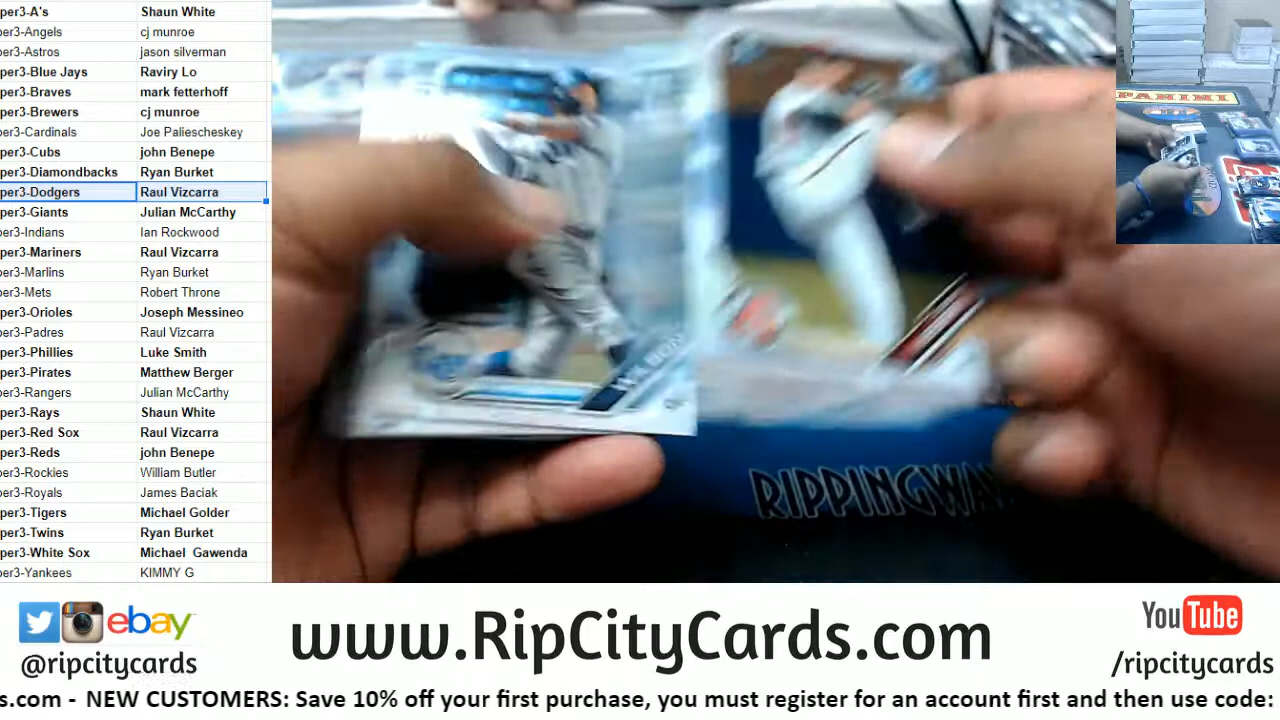 per3-A's Shaun White
per3-Angels cj munroe
per3-Astros jason silverman
per3-Blue Jays Raviry Lo
per3-Braves mark fetterhoff
per3-Brewers cj munroe
per3-Cardinals Joe Paliescheskey
per3-Cubs john Benepe
per3-Diamondbacks Ryan Burket
per3-Dodgers Raul Vizcarra
per3-Giants Julian McCarthy
per3-Indians Ian Rockwood
per3-Mariners Raul Vizcarra
per3-Marlins Ryan Burket
per3-Mets Robert Throne
per3-Orioles Joseph Messineo
per3-Padres Raul Vizcarra
per3-Phillies Luke Smith
per3-Pirates Matthew Berger
per3-Rangers Julian McCarthy
per3-Rays Shaun White
per3-Red Sox Raul Vizcarra
per3-Reds john Benepe
per3-Rockies William Butler
per3-Royals James Baciak
per3-Tigers Michael Golder
per3-Twins Ryan Burket
per3-White Sox Michael Gawenda
per3-Yankees KIMMY G
PANINI
RIPPINGWA
ebay
@ripcitycards
www.RipCityCards.com
YouTube
/ripcitycards
s.com - NEW CUSTOMERS: Save 10% off your first purchase, you must register for an account first and then use code: